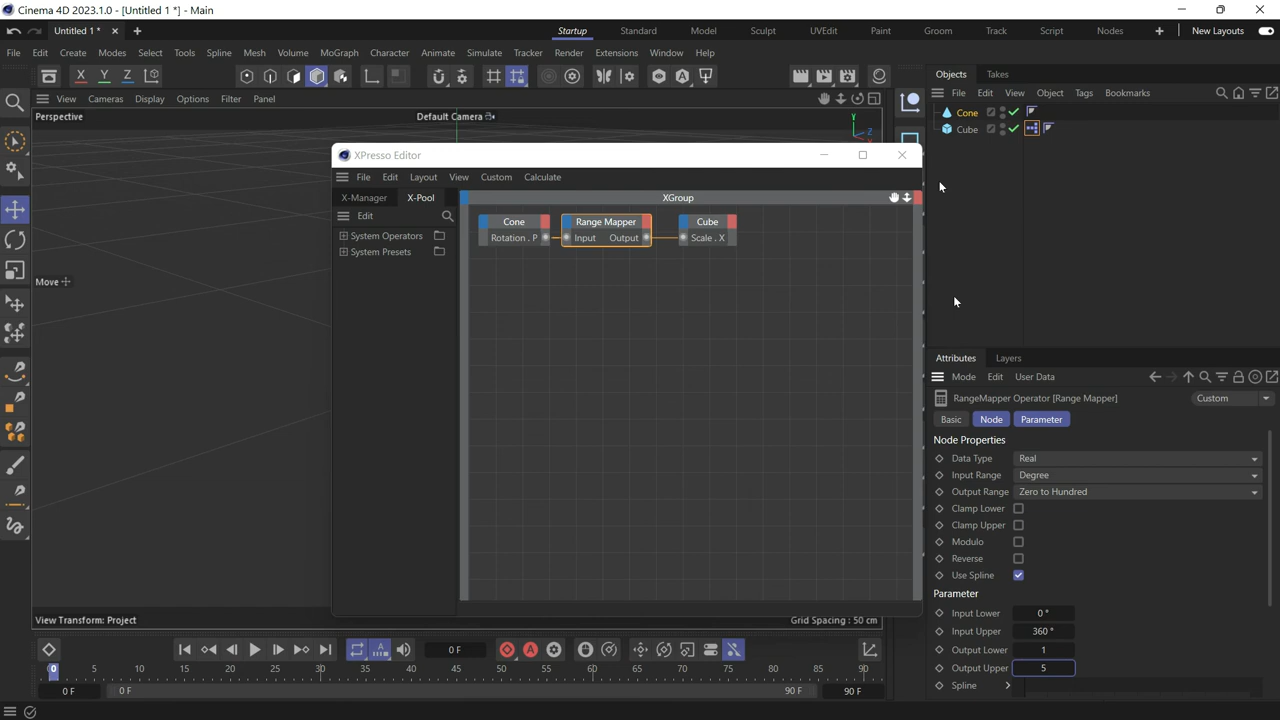 Cinema 4D 2023.1.0 - [Untitled 1 *] - Main
Untitled 1 * Startup Standard Model Sculpt UVEdit Paint Groom Track Script Nodes New Layouts
File Edit Create Modes Select Tools Spline Mesh Volume MoGraph Character Animate Simulate Tracker Render Extensions Window Help
X Y Z
Objects Takes
View Cameras Display Options Filter Panel
File Edit View Object Tags Bookmarks
Perspective Default Camera
Cone
Cube
Y
Z
XPresso Editor
File Edit Layout View Custom Calculate
X-Manager X-Pool XGroup
Edit
System Operators
System Presets
Cone Range Mapper Cube
Rotation . P Input Output Scale . X
Move
Attributes Layers
Mode Edit User Data
RangeMapper Operator [Range Mapper] Custom
Basic Node Parameter
Node Properties
Data Type Real
Input Range Degree
Output Range Zero to Hundred
Clamp Lower
Clamp Upper
Modulo
Reverse
Use Spline
Parameter
Input Lower 0 °
Input Upper 360 °
Output Lower 1
Output Upper 5
Spline
View Transform: Project Grid Spacing : 50 cm
0 F
0 5 10 15 20 25 30 35 40 45 50 55 60 65 70 75 80 85 90
0 F 0 F 90 F 90 F